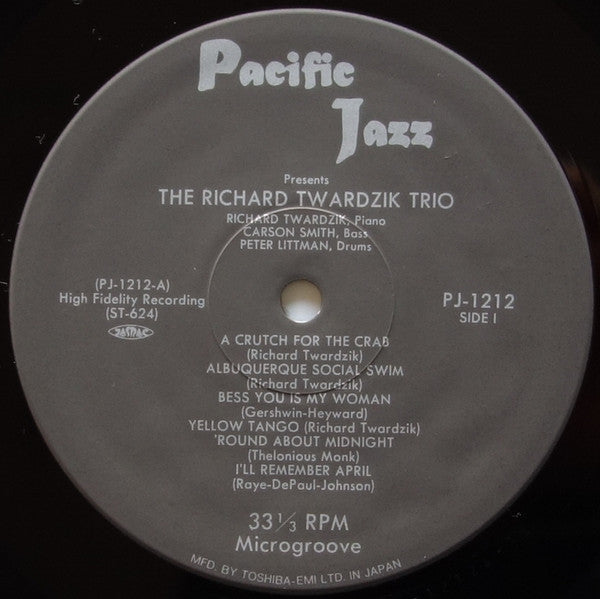 Pacific
Jazz
Presents
THE RICHARD TWARDZIK TRIO
RICHARD TWARDZIK, Piano
CARSON SMITH, Bass
PETER LITTMAN, Drums
(PJ-1212-A)
High Fidelity Recording
(ST-624)
JASRAC
PJ-1212
SIDE I
A CRUTCH FOR THE CRAB
(Richard Twardzik)
ALBUQUERQUE SOCIAL SWIM
(Richard Twardzik)
BESS YOU IS MY WOMAN
(Gershwin-Heyward)
YELLOW TANGO (Richard Twardzik)
'ROUND ABOUT MIDNIGHT
(Thelonious Monk)
I'LL REMEMBER APRIL
(Raye-DePaul-Johnson)
33 1/3 RPM
Microgroove
MFD. BY TOSHIBA-EMI LTD. IN JAPAN